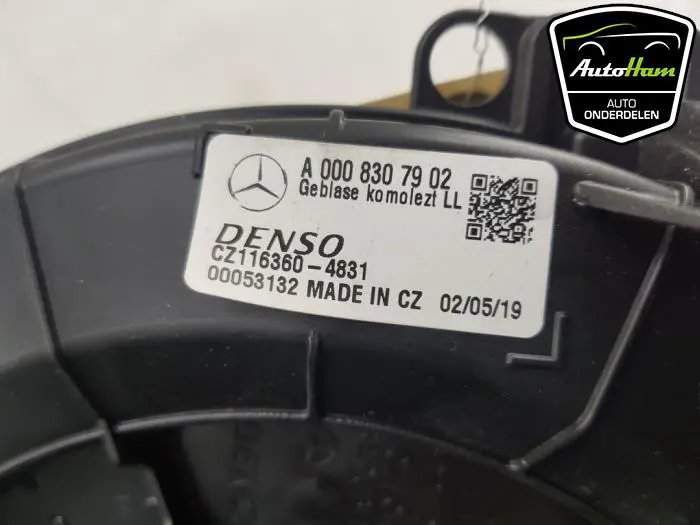 AutoHam
AUTO
ONDERDELEN
A 000 830 79 02
Geblase komolezt LL
DENSO
CZ116360-4831
00053132 MADE IN CZ 02/05/19